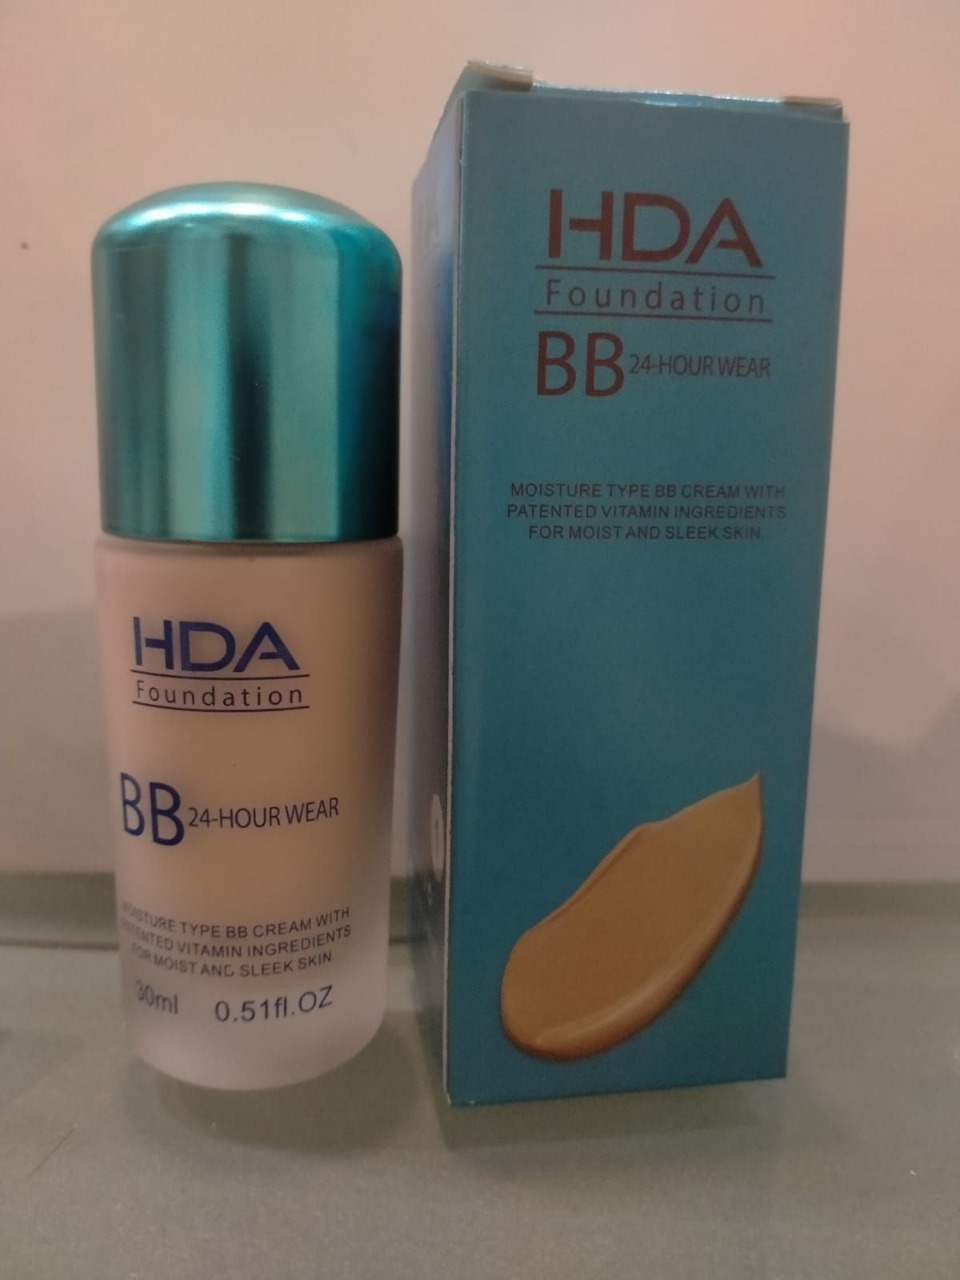 HDA
Foundation
BB 24-HOUR WEAR
MOISTURE TYPE BB CREAM WITH
PATENTED VITAMIN INGREDIENTS
FOR MOIST AND SLEEK SKIN
30ml 0.51fl.OZ
HDA
Foundation
BB 24-HOUR WEAR
MOISTURE TYPE BB CREAM WITH
PATENTED VITAMIN INGREDIENTS
FOR MOIST AND SLEEK SKIN.